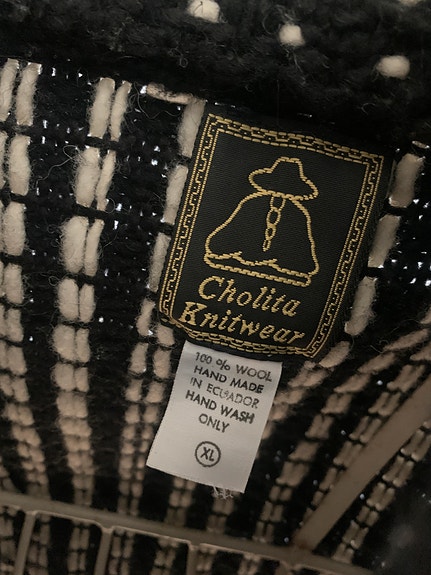 Cholita
Knitwear
100 % WOOL
HAND MADE
IN ECUADOR
HAND WASH
ONLY
XL